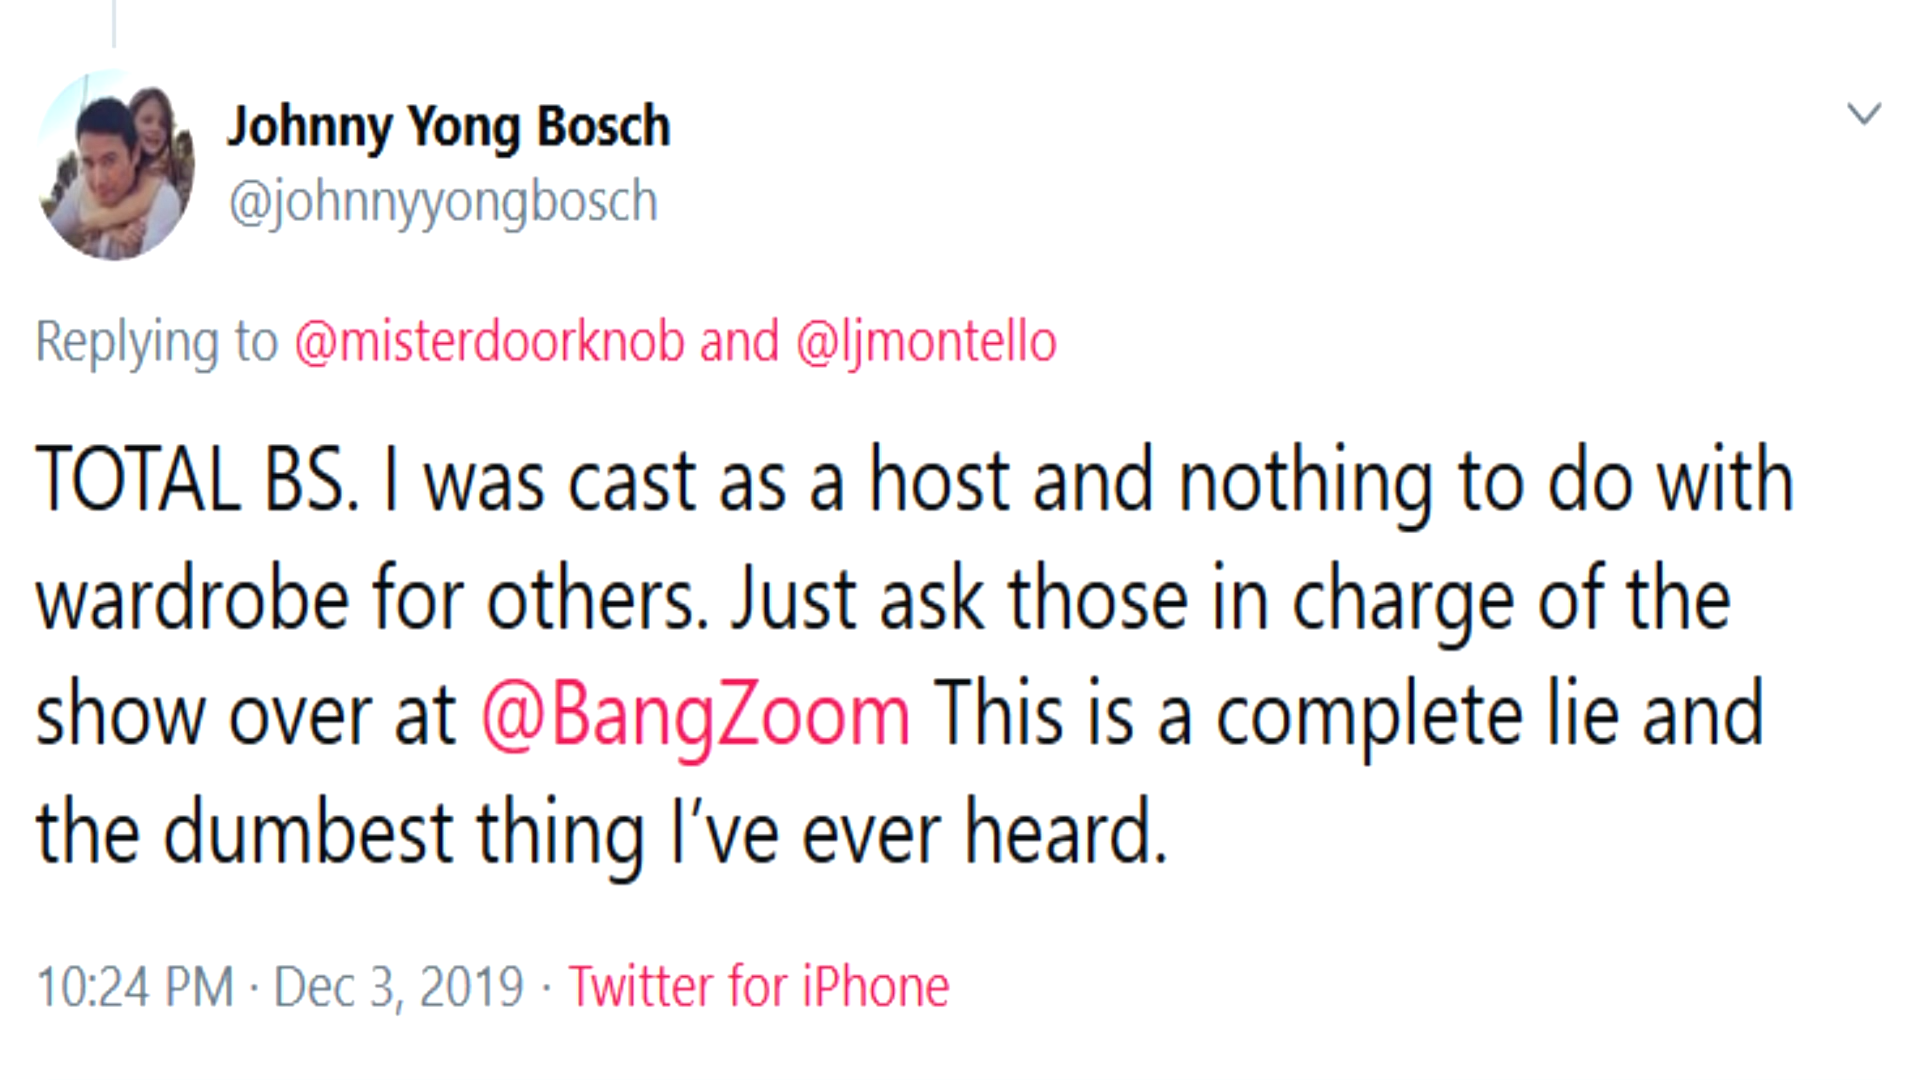 Johnny Yong Bosch
@johnnyyongbosch
Replying to @misterdoorknob and @ljmontello
TOTAL BS. I was cast as a host and nothing to do with
wardrobe for others. Just ask those in charge of the
show over at @BangZoom This is a complete lie and
the dumbest thing I’ve ever heard.
10:24 PM · Dec 3, 2019 · Twitter for iPhone